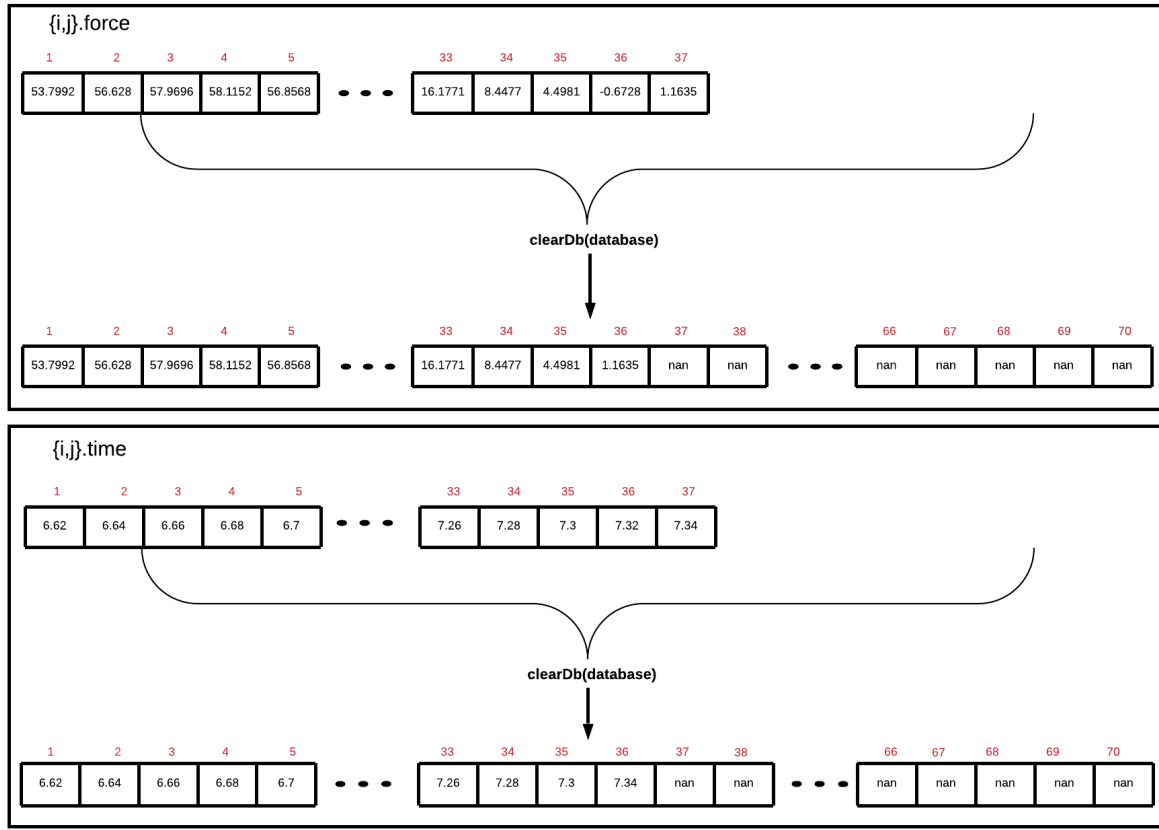 {i,j}.force
1 2 3 4 5 33 34 35 36 37
53.7992 56.628 57.9696 58.1152 56.8568 16.1771 8.4477 4.4981 -0.6728 1.1635
clearDb(database)
1 2 3 4 5 33 34 35 36 37 38 66 67 68 69 70
53.7992 56.628 57.9696 58.1152 56.8568 16.1771 8.4477 4.4981 1.1635 nan nan nan nan nan nan nan
{i,j}.time
1 2 3 4 5 33 34 35 36 37
6.62 6.64 6.66 6.68 6.7 7.26 7.28 7.3 7.32 7.34
clearDb(database)
1 2 3 4 5 33 34 35 36 37 38 66 67 68 69 70
6.62 6.64 6.66 6.68 6.7 7.26 7.28 7.3 7.34 nan nan nan nan nan nan nan